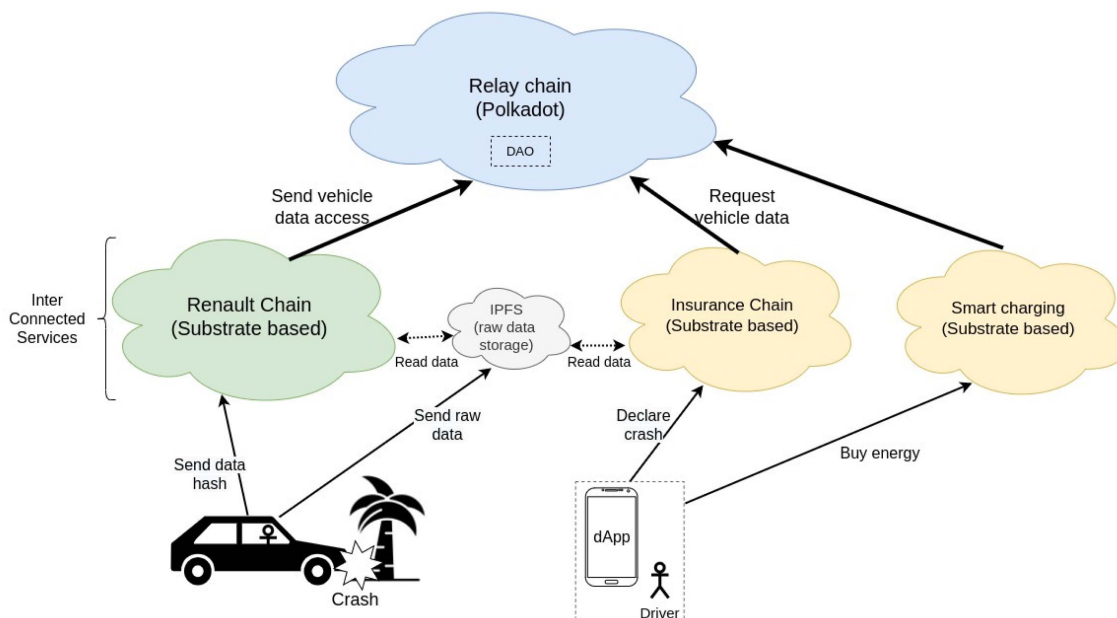 Relay chain
(Polkadot)
DAO
Send vehicle
data access
Request
vehicle data
Inter
Connected
Services
Renault Chain
(Substrate based)
IPFS
(raw data
storage)
Insurance Chain
(Substrate based)
Smart charging
(Substrate based)
Read data
Read data
Send raw
data
Declare
crash
Buy energy
Send data
hash
dApp
Crash
Driver